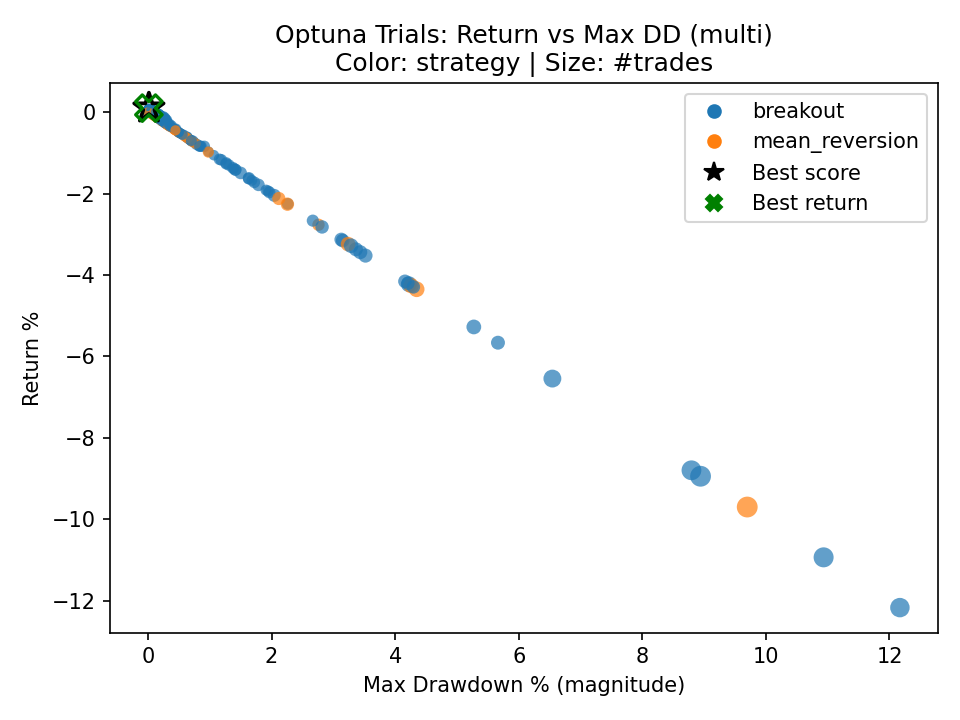 Optuna Trials: Return vs Max DD (multi)
Color: strategy | Size: #trades
breakout
mean_reversion
Best score
Best return
Return %
0
−2
−4
−6
−8
−10
−12
0 2 4 6 8 10 12
Max Drawdown % (magnitude)